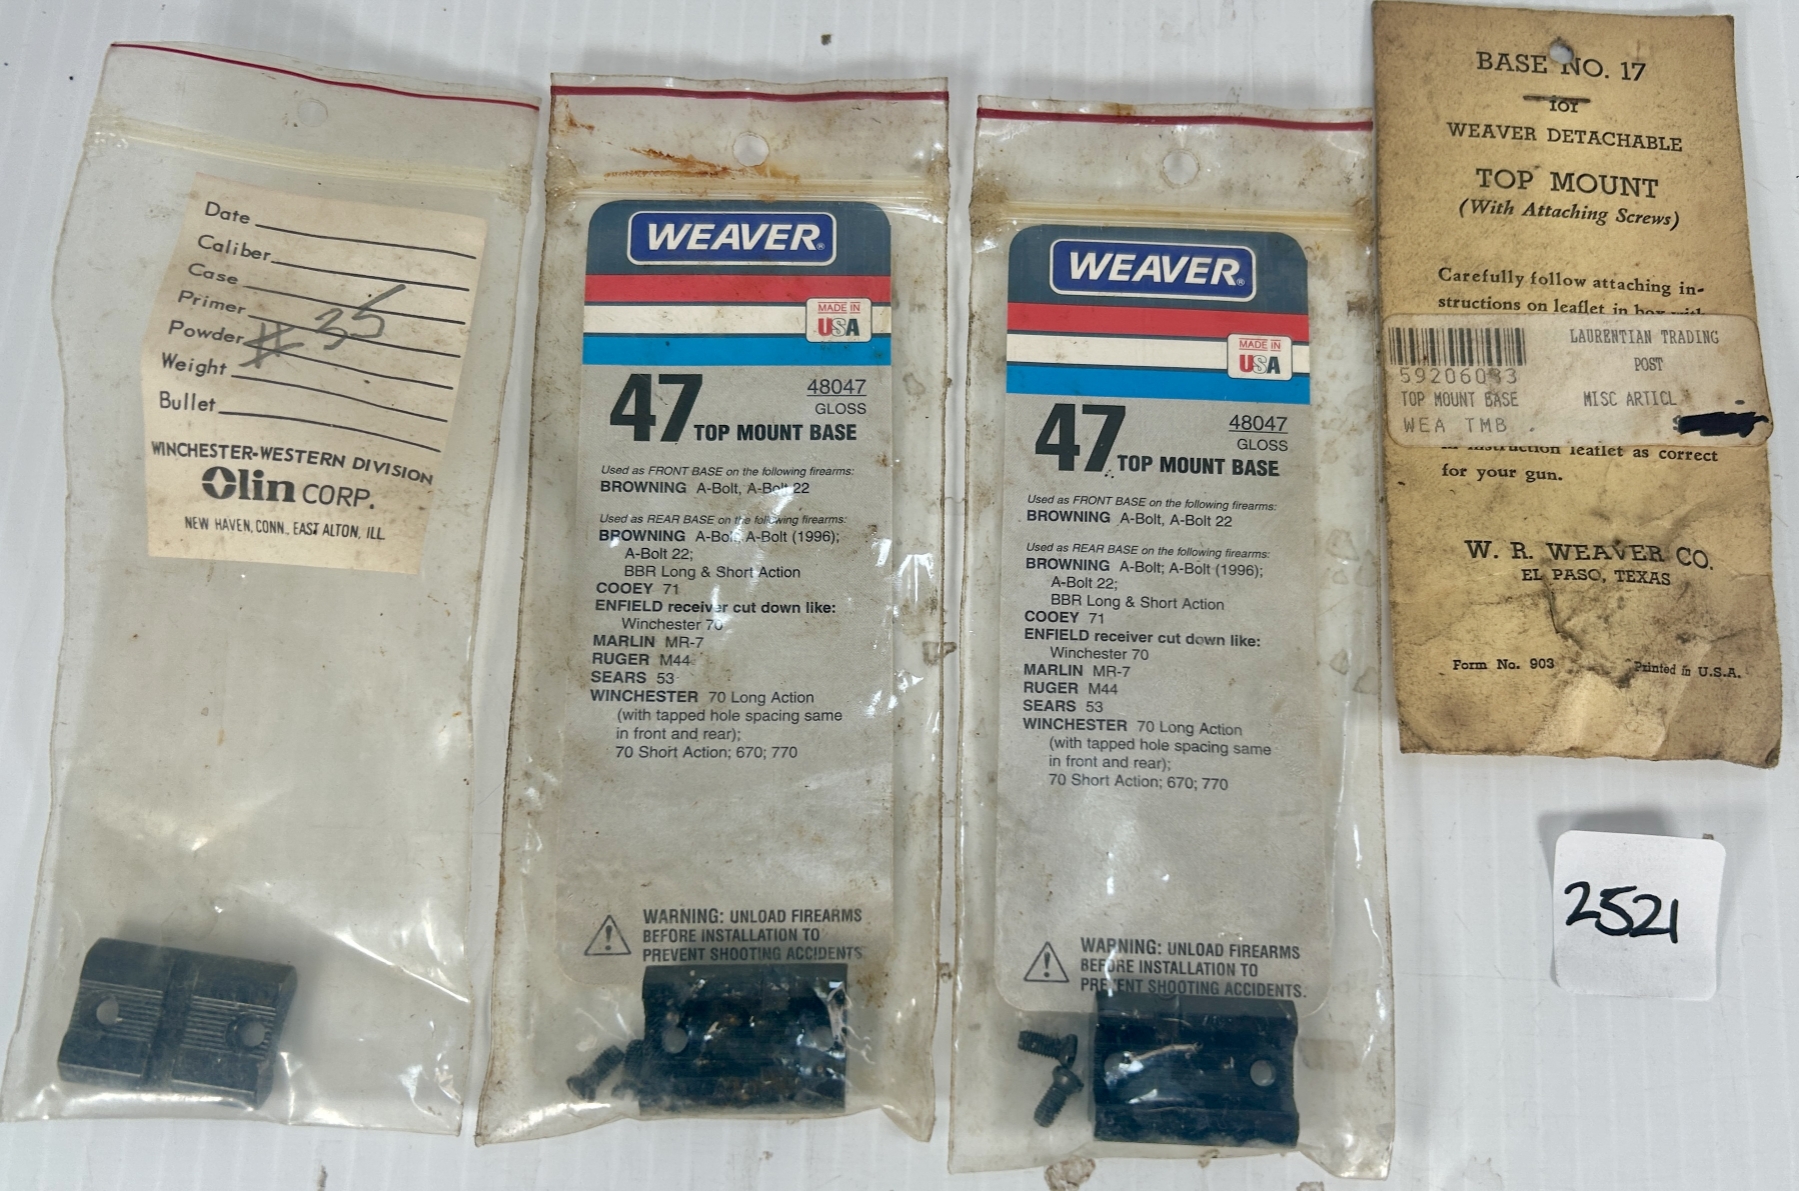 Date
Caliber
Case
Primer
Powder
# 35
Weight
Bullet
WINCHESTER-WESTERN DIVISION
Olin CORP.
NEW HAVEN, CONN., EAST ALTON, ILL.
WEAVER®
MADE IN
USA
47 TOP MOUNT BASE
48047
GLOSS
Used as FRONT BASE on the following firearms:
BROWNING A-Bolt, A-Bolt 22
Used as REAR BASE on the following firearms:
BROWNING A-Bolt; A-Bolt (1996);
A-Bolt 22;
BBR Long & Short Action
COOEY 71
ENFIELD receiver cut down like:
Winchester 70
MARLIN MR-7
RUGER M44
SEARS 53
WINCHESTER 70 Long Action
(with tapped hole spacing same
in front and rear);
70 Short Action; 670; 770
WARNING: UNLOAD FIREARMS
BEFORE INSTALLATION TO
PREVENT SHOOTING ACCIDENTS.
WEAVER®
MADE IN
USA
47 TOP MOUNT BASE
48047
GLOSS
Used as FRONT BASE on the following firearms:
BROWNING A-Bolt, A-Bolt 22
Used as REAR BASE on the following firearms:
BROWNING A-Bolt; A-Bolt (1996);
A-Bolt 22;
BBR Long & Short Action
COOEY 71
ENFIELD receiver cut down like:
Winchester 70
MARLIN MR-7
RUGER M44
SEARS 53
WINCHESTER 70 Long Action
(with tapped hole spacing same
in front and rear);
70 Short Action; 670; 770
WARNING: UNLOAD FIREARMS
BEFORE INSTALLATION TO
PREVENT SHOOTING ACCIDENTS.
BASE NO. 17
for
WEAVER DETACHABLE
TOP MOUNT
(With Attaching Screws)
Carefully follow attaching in-
structions on leaflet in box with
LAURENTIAN TRADING
POST
TOP MOUNT BASE MISC ARTICL
WEA TMB
in instruction leaflet as correct
for your gun.
W. R. WEAVER CO.
EL PASO, TEXAS
Form No. 903 Printed in U.S.A.
2521